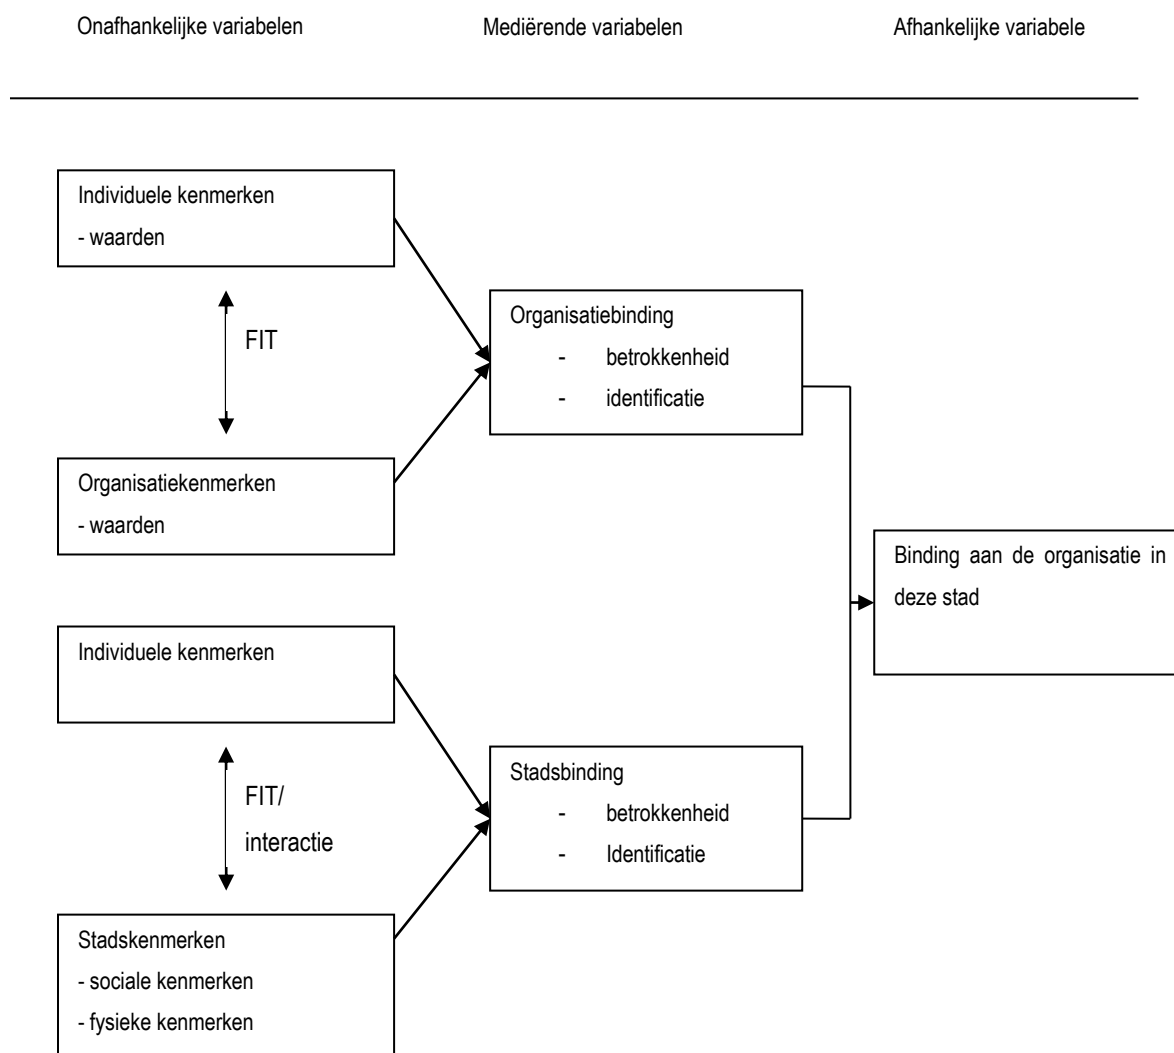 Onafhankelijke variabelen
Mediërende variabelen
Afhankelijke variabele
Individuele kenmerken
- waarden
FIT
Organisatiekenmerken
- waarden
Organisatiebinding
- betrokkenheid
- identificatie
Binding aan de organisatie in
deze stad
Individuele kenmerken
FIT/
interactie
Stadskenmerken
- sociale kenmerken
- fysieke kenmerken
Stadsbinding
- betrokkenheid
- Identificatie